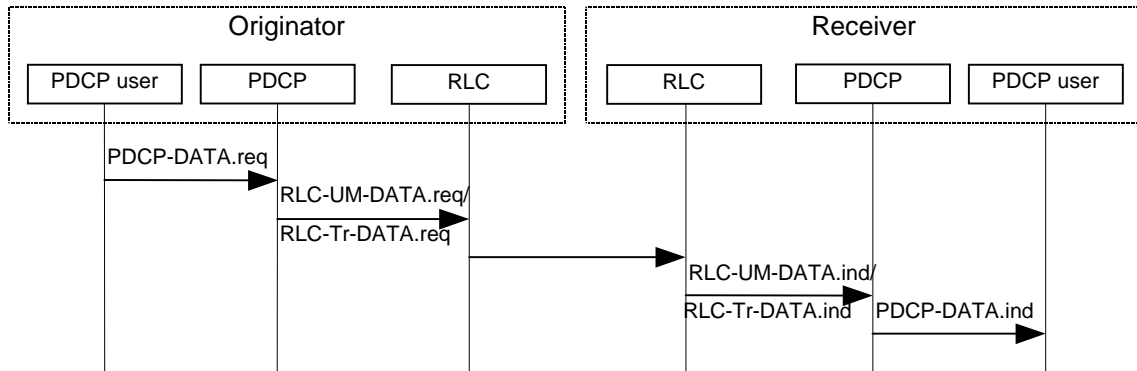 Originator
Receiver
PDCP user
PDCP
RLC
RLC
PDCP
PDCP user
PDCP-DATA.req
RLC-UM-DATA.req/
RLC-Tr-DATA.req
RLC-UM-DATA.ind/
RLC-Tr-DATA.ind
PDCP-DATA.ind